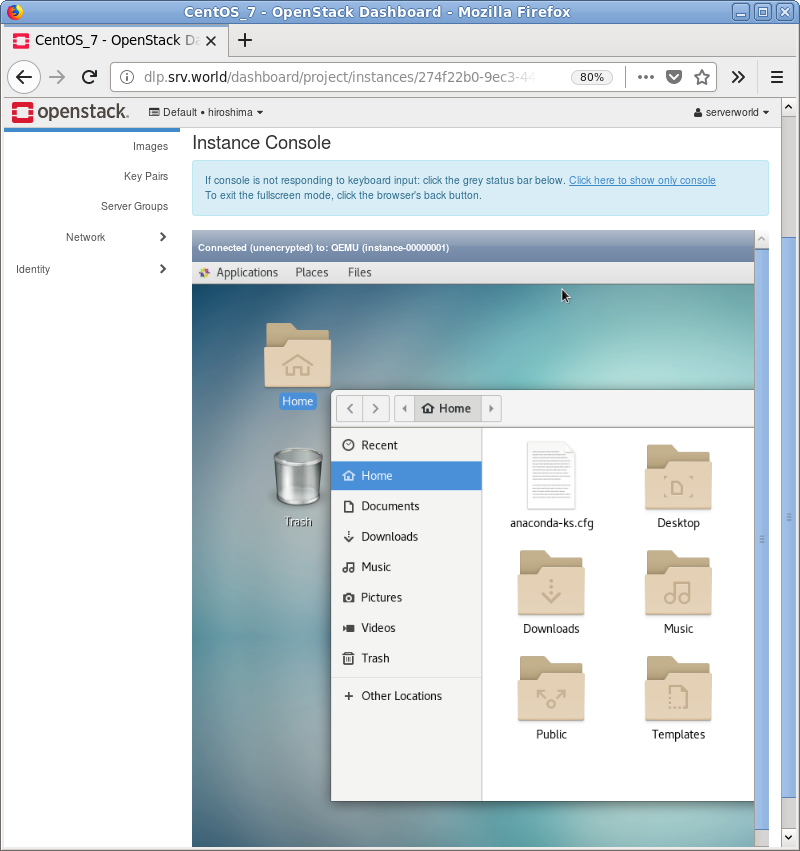 CentOS_7 - OpenStack Dashboard - Mozilla Firefox
CentOS_7 - OpenStack Da
dlp.srv.world/dashboard/project/instances/274f22b0-9ec3-44
80%
openstack.
Default • hiroshima
serverworld
Images
Key Pairs
Server Groups
Network
Identity
Instance Console
If console is not responding to keyboard input: click the grey status bar below. Click here to show only console
To exit the fullscreen mode, click the browser's back button.
Connected (unencrypted) to: QEMU (instance-00000001)
Applications Places Files
Home
Trash
Home
Recent
Home
Documents
Downloads
Music
Pictures
Videos
Trash
Other Locations
anaconda-ks.cfg
Desktop
Downloads
Music
Public
Templates